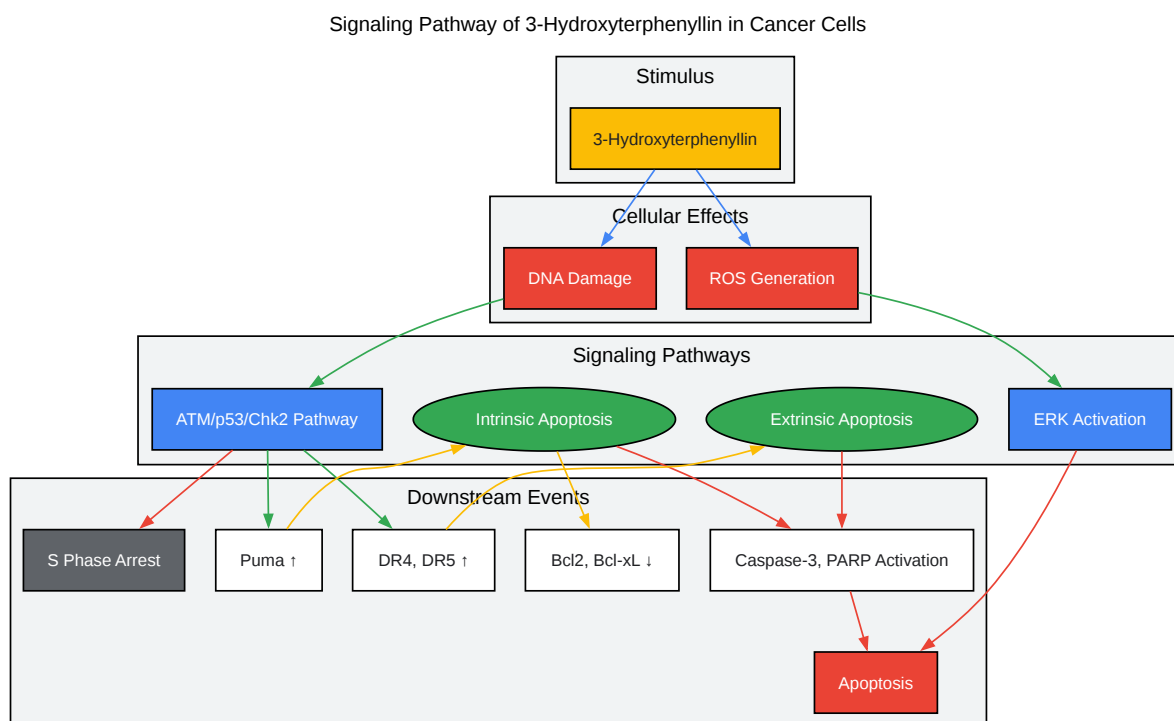 Signaling Pathway of 3-Hydroxyterphenyllin in Cancer Cells
Stimulus
3-Hydroxyterphenyllin
Cellular Effects
DNA Damage
ROS Generation
Signaling Pathways
ATM/p53/Chk2 Pathway
Intrinsic Apoptosis
Extrinsic Apoptosis
ERK Activation
Downstream Events
S Phase Arrest
Puma ↑
DR4, DR5 ↑
Bcl2, Bcl-xL ↓
Caspase-3, PARP Activation
Apoptosis